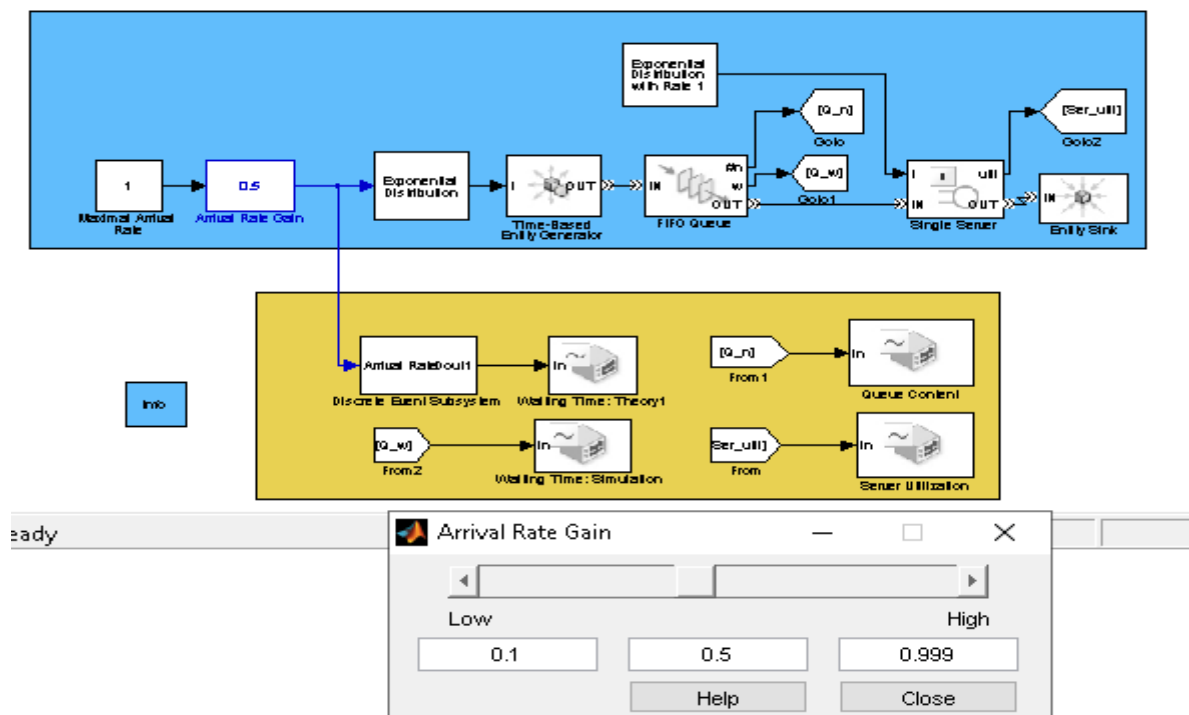 Exponential
Distribution
with Rate 1
[Q_n]
Goto
[Ser_util]
Goto2
1
Maximal Arrival
Rate
0.5
Arrival Rate Gain
Exponential
Distribution
I
OUT
Time-Based
Entity Generator
IN
#n
w
OUT
FIFO Queue
[Q_w]
Goto1
I
util
IN
OUT
Single Server
IN
Entity Sink
Arrival Rate Dout1
Discrete Event Subsystem
In
Waiting Time: Theory1
[Q_n]
From1
In
Queue Content
Info
[Q_w]
From2
In
Waiting Time: Simulation
Ser_util]
From
In
Server Utilization
eady
Arrival Rate Gain
Low
High
0.1
0.5
0.999
Help
Close